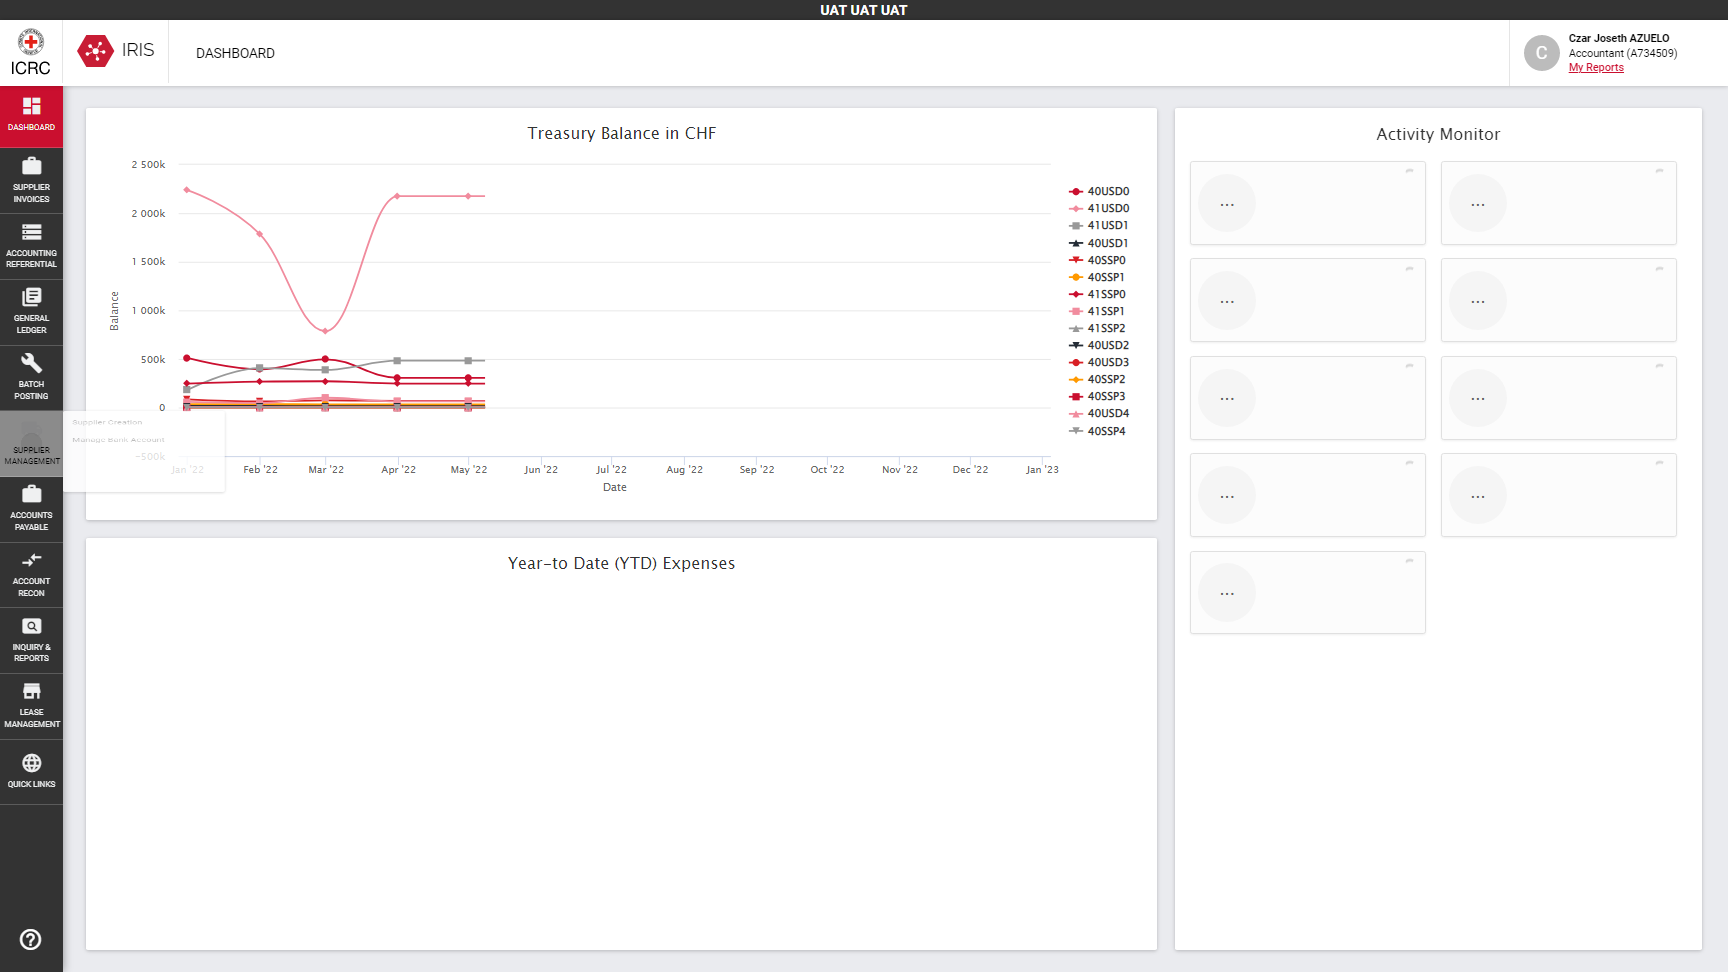 UAT UAT UAT
ICRC
IRIS
DASHBOARD
Czar Joseth AZUELO
Accountant (A734509)
My Reports
DASHBOARD
SUPPLIER
INVOICES
ACCOUNTING
REFERENTIAL
GENERAL
LEDGER
BATCH
POSTING
SUPPLIER
MANAGEMENT
Supplier Creation
Manage Bank Account
ACCOUNTS
PAYABLE
ACCOUNT
RECON
INQUIRY &
REPORTS
LEASE
MANAGEMENT
QUICK LINKS
Treasury Balance in CHF
2 500k
2 000k
1 500k
1 000k
500k
0
-500k
Balance
Jan '22
Feb '22
Mar '22
Apr '22
May '22
Jun '22
Jul '22
Aug '22
Sep '22
Oct '22
Nov '22
Dec '22
Jan '23
Date
40USD0
41USD0
41USD1
40USD1
40SSP0
40SSP1
41SSP0
41SSP1
41SSP2
40USD2
40USD3
40SSP2
40SSP3
40USD4
40SSP4
Year-to Date (YTD) Expenses
Activity Monitor
...
...
...
...
...
...
...
...
...
C